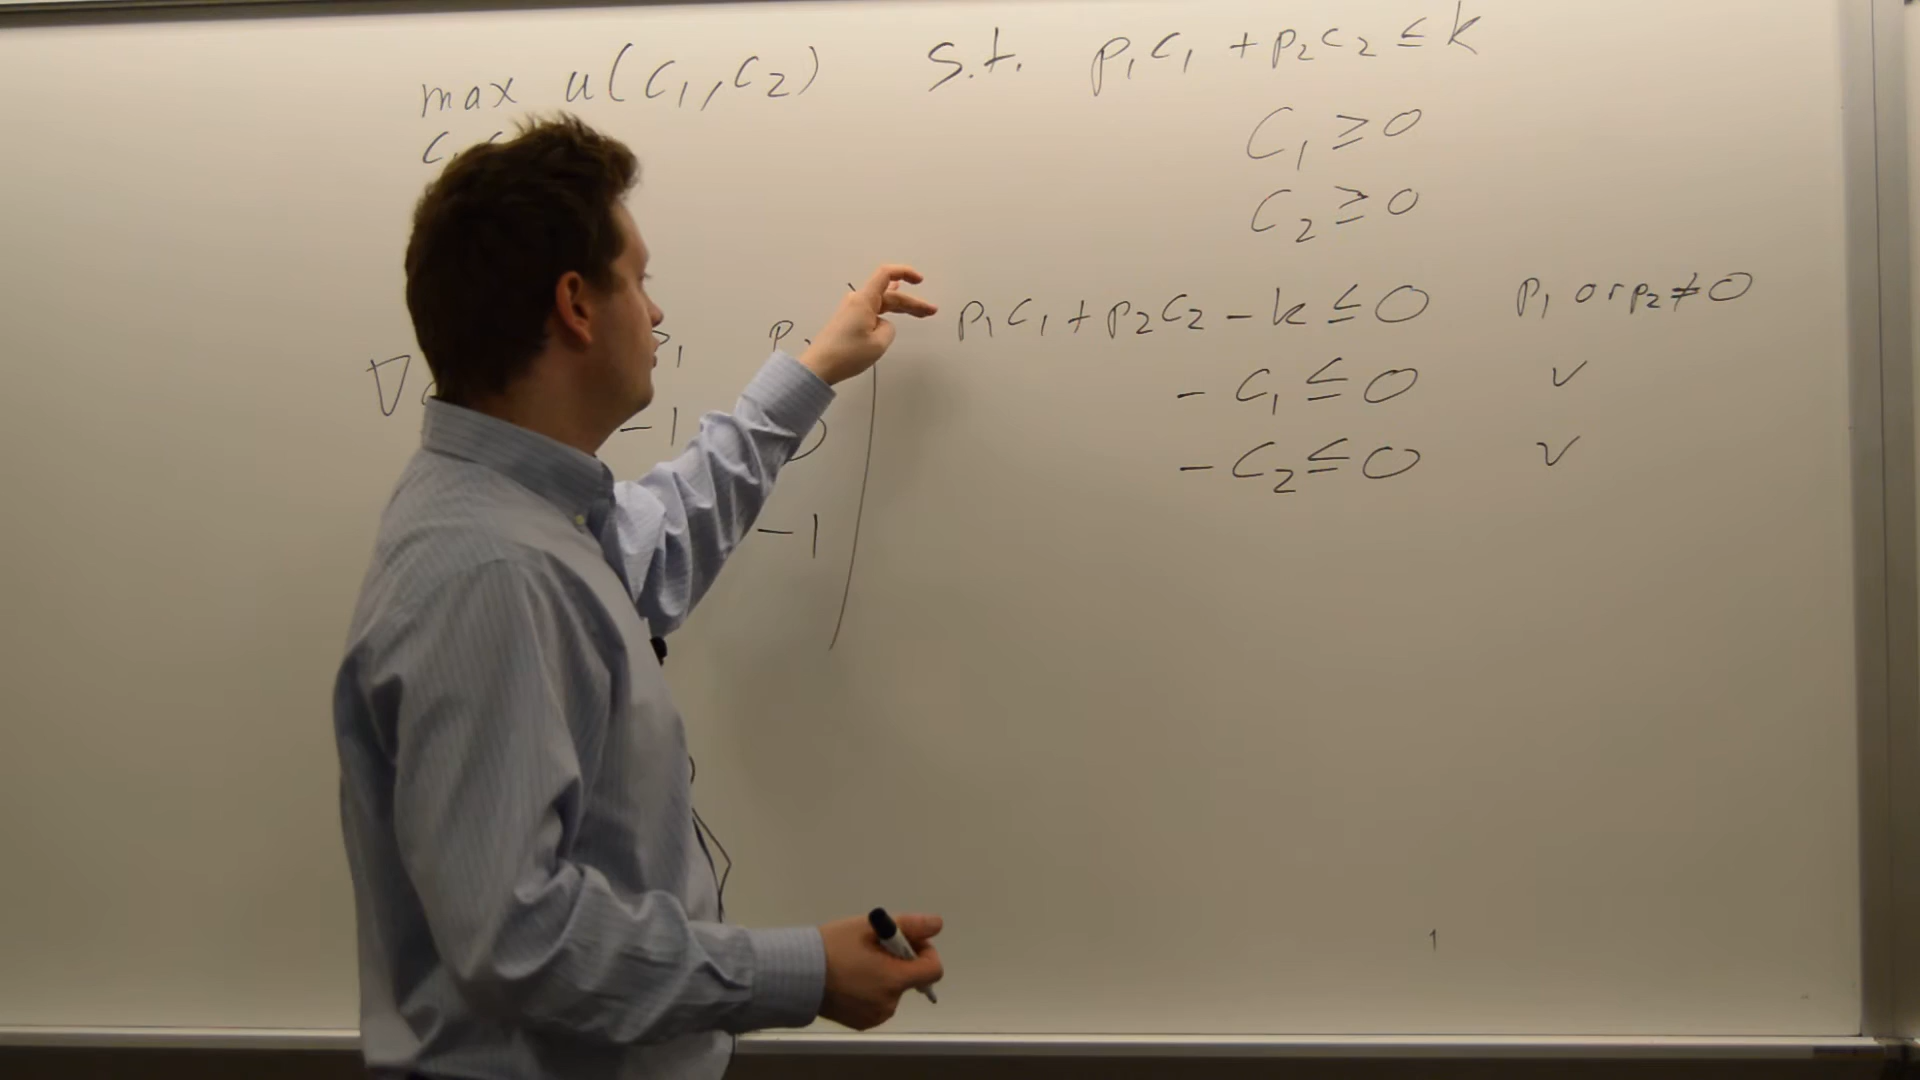 max u(c₁,c₂) s.t. p₁c₁ + p₂c₂ ≤ k
c₁ ≥ 0
c₂ ≥ 0
p₁c₁ + p₂c₂ - k ≤ 0 p₁ or p₂ ≠ 0
- c₁ ≤ 0 ✓
- c₂ ≤ 0 ✓
∇
-1 0
-1